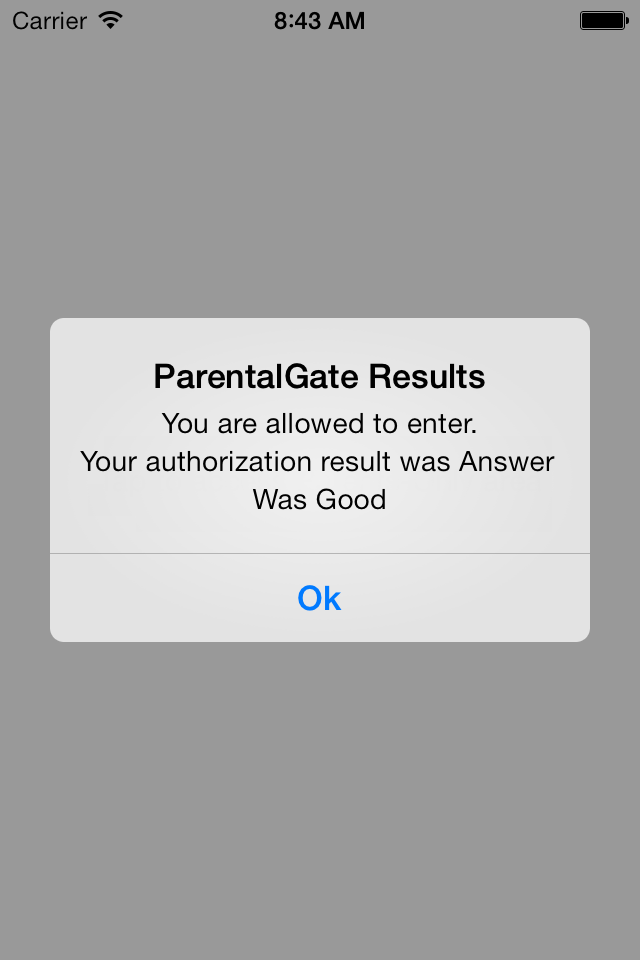 Carrier 8:43 AM
ParentalGate Results
You are allowed to enter.
Your authorization result was Answer
Was Good
Ok